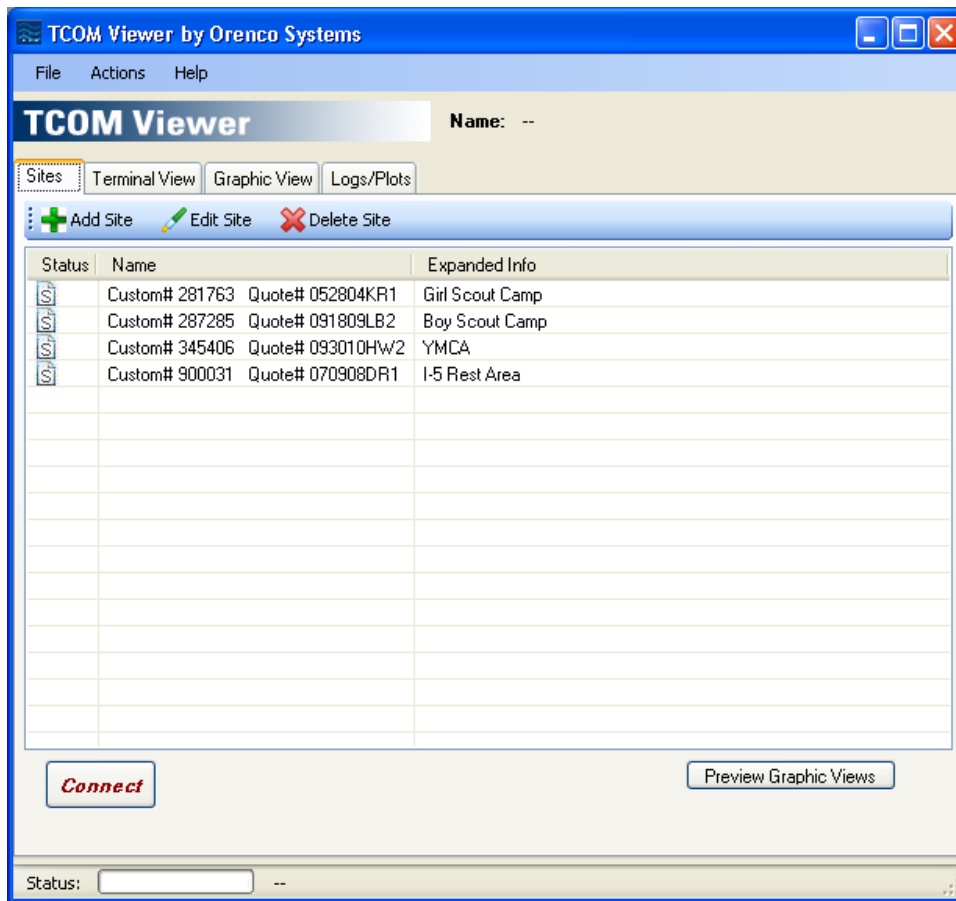 TCOM Viewer by Orenco Systems
File Actions Help
TCOM Viewer Name: --
Sites Terminal View Graphic View Logs/Plots
Add Site Edit Site Delete Site
Status Name Expanded Info
S Custom# 281763 Quote# 052804KR1 Girl Scout Camp
S Custom# 287285 Quote# 091809LB2 Boy Scout Camp
S Custom# 345406 Quote# 093010HW2 YMCA
S Custom# 900031 Quote# 070908DR1 I-5 Rest Area
Connect Preview Graphic Views
Status: --